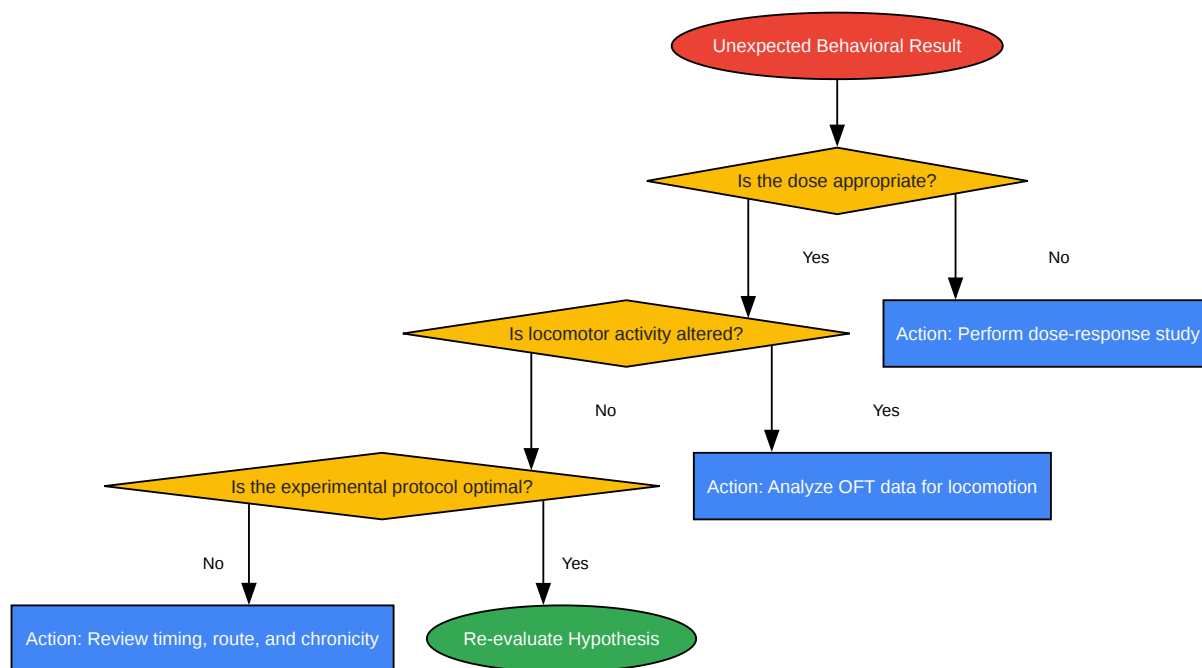 Unexpected Behavioral Result
Is the dose appropriate?
Yes
No
Is locomotor activity altered?
Action: Perform dose-response study
No
Yes
Is the experimental protocol optimal?
Action: Analyze OFT data for locomotion
No
Yes
Action: Review timing, route, and chronicity
Re-evaluate Hypothesis